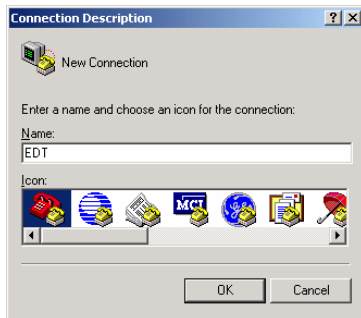 Connection Description
New Connection
Enter a name and choose an icon for the connection:
Name:
EDT
Icon:
MCI
OK
Cancel